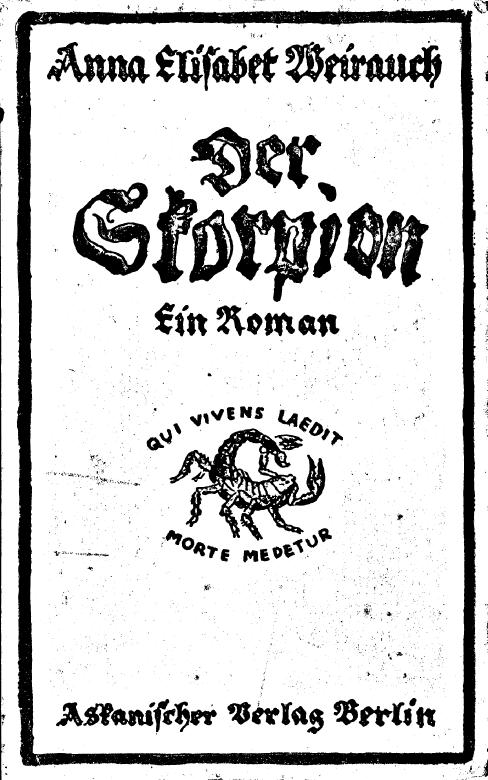 Anna Elisabet Weirauch
Der
Skorpion
Ein Roman
QUI VIVENS LAEDIT
MORTE MEDETUR
Askanischer Verlag Berlin